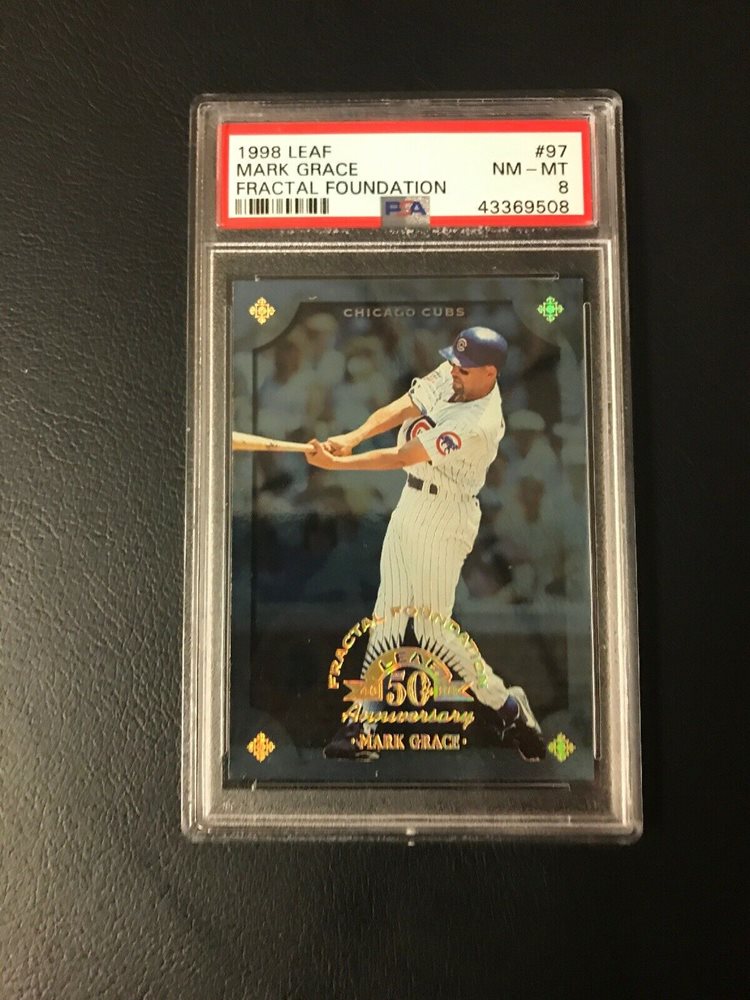 1998 LEAF #97
MARK GRACE NM - MT
FRACTAL FOUNDATION 8
PSA 43369508
CHICAGO CUBS
C
FRACTAL FOUNDATION
LEAF
50
Anniversary
• MARK GRACE •